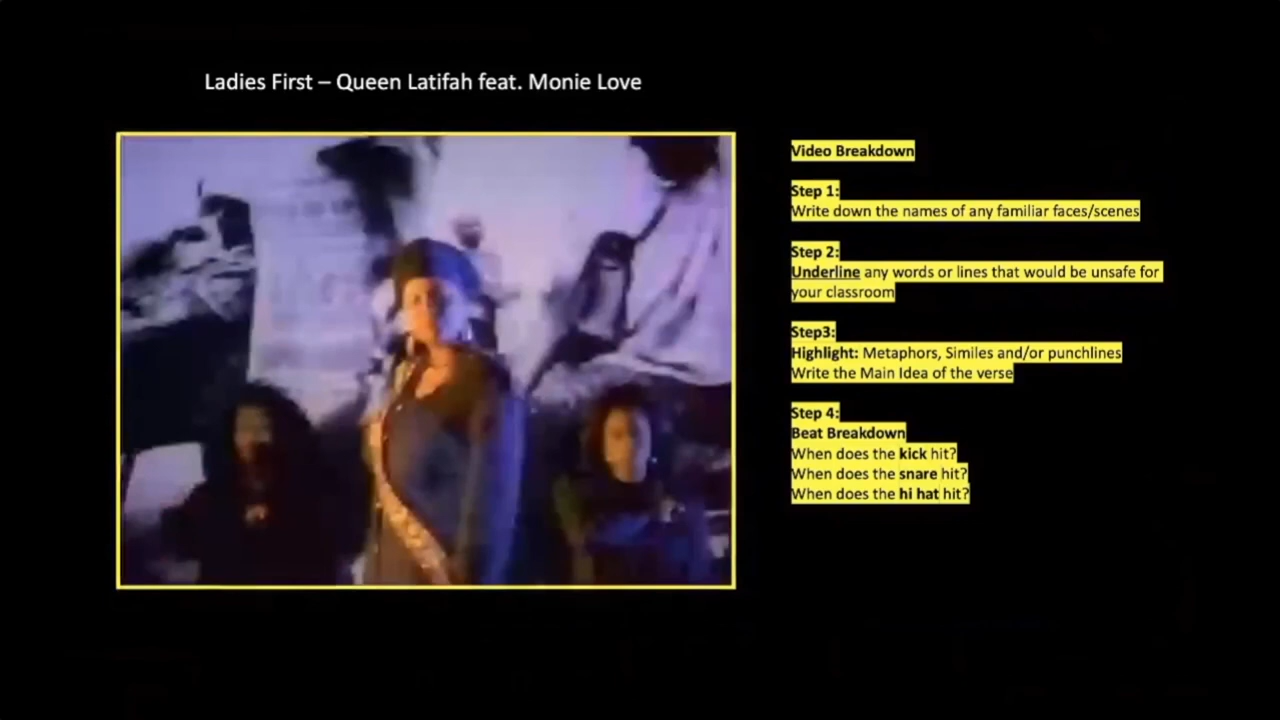 Ladies First – Queen Latifah feat. Monie Love
Video Breakdown
Step 1:
Write down the names of any familiar faces/scenes
Step 2:
Underline any words or lines that would be unsafe for
your classroom
Step3:
Highlight: Metaphors, Similes and/or punchlines
Write the Main Idea of the verse
Step 4:
Beat Breakdown
When does the kick hit?
When does the snare hit?
When does the hi hat hit?